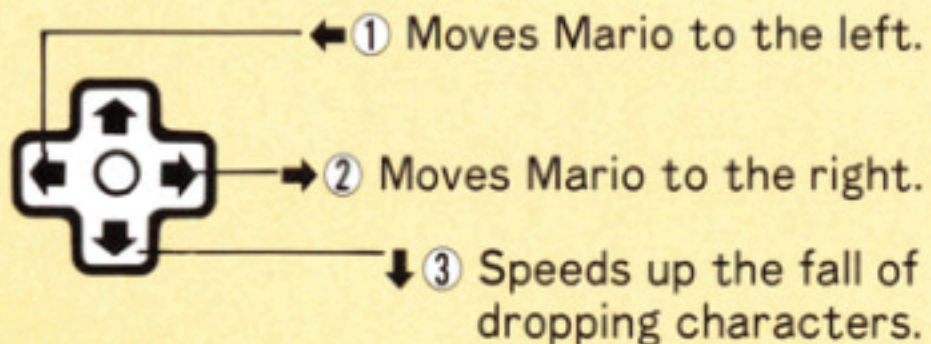 ←① Moves Mario to the left.
→② Moves Mario to the right.
↓③ Speeds up the fall of
dropping characters.